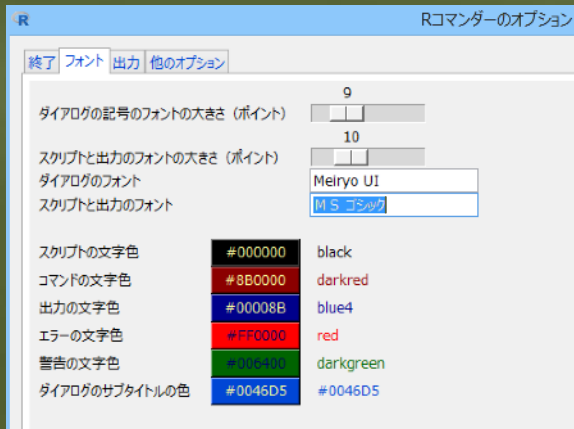 R
Rコマンダーのオプション
終了 フォント 出力 他のオプション
9
ダイアログの記号のフォントの大きさ (ポイント)
10
スクリプトと出力のフォントの大きさ (ポイント)
ダイアログのフォント Meiryo UI
スクリプトと出力のフォント MS ゴシック
スクリプトの文字色 #000000 black
コマンドの文字色 #8B0000 darkred
出力の文字色 #00008B blue4
エラーの文字色 #FF0000 red
警告の文字色 #006400 darkgreen
ダイアログのサブタイトルの色 #0046D5 #0046D5